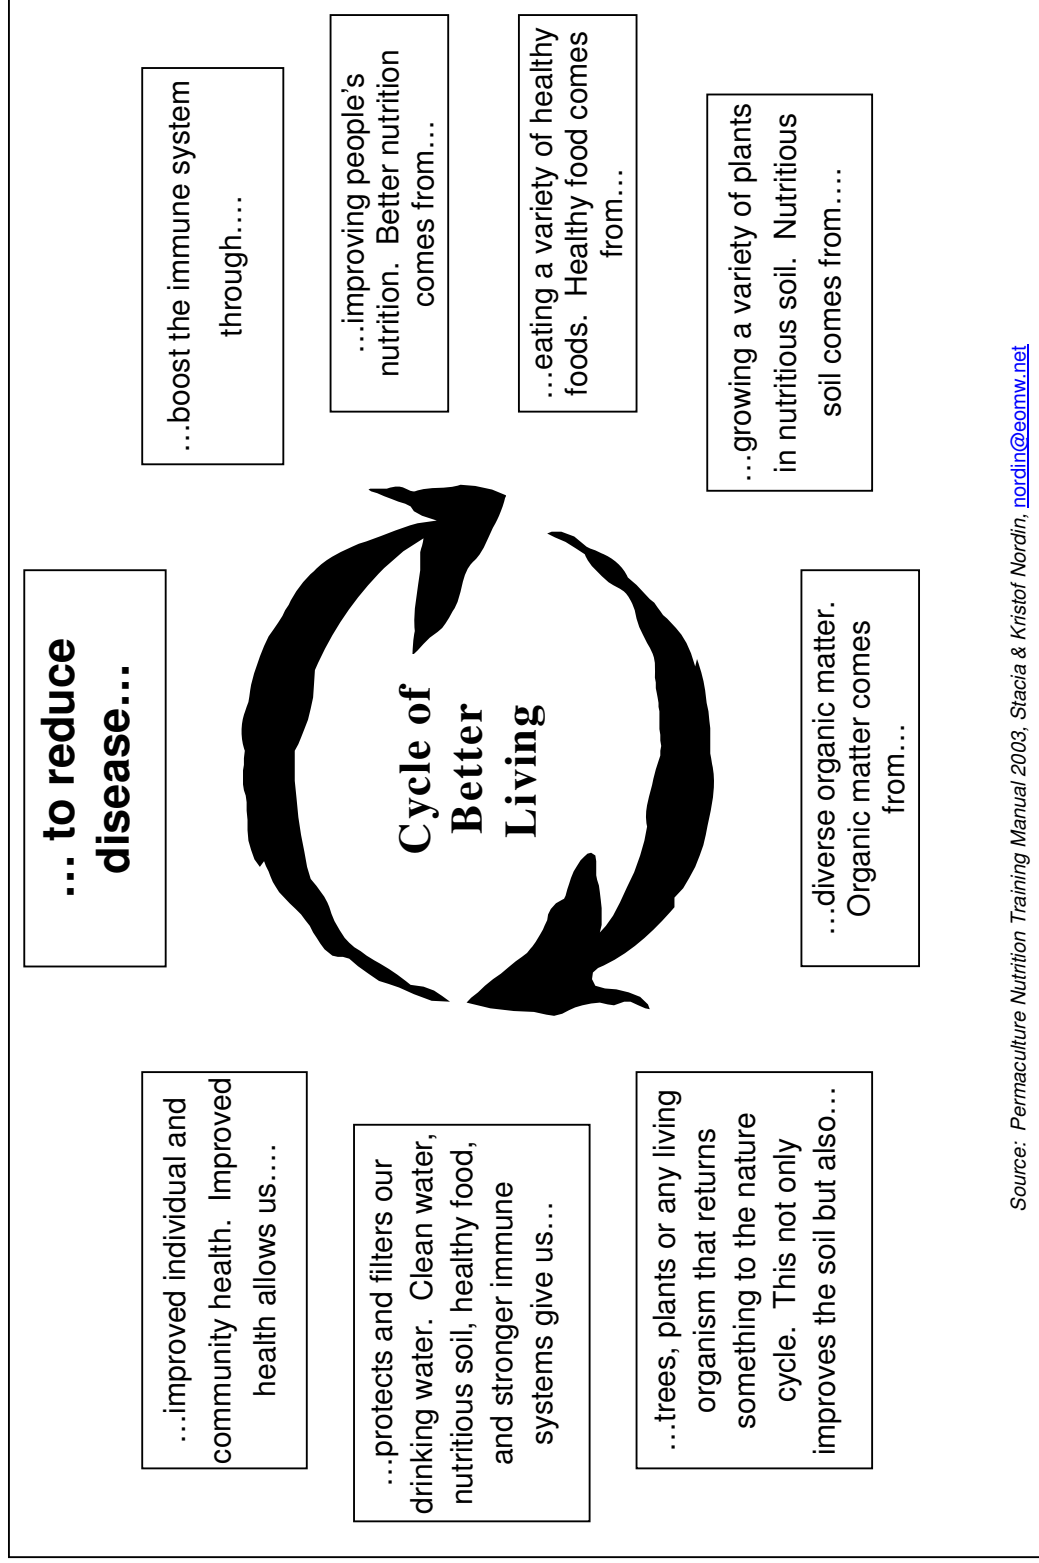 … to reduce
disease…
…boost the immune system
through….
…improving people's
nutrition.  Better nutrition
comes from…
…eating a variety of healthy
foods.  Healthy food comes
from…
…growing a variety of plants
in nutritious soil.  Nutritious
soil comes from….
…diverse organic matter.
Organic matter comes
from…
…trees, plants or any living
organism that returns
something to the nature
cycle.  This not only
improves the soil but also…
…protects and filters our
drinking water.  Clean water,
nutritious soil, healthy food,
and stronger immune
systems give us…
…improved individual and
community health.  Improved
health allows us….
Cycle of
Better
Living
Source:  Permaculture Nutrition Training Manual 2003, Stacia & Kristof Nordin, nordin@eomw.net